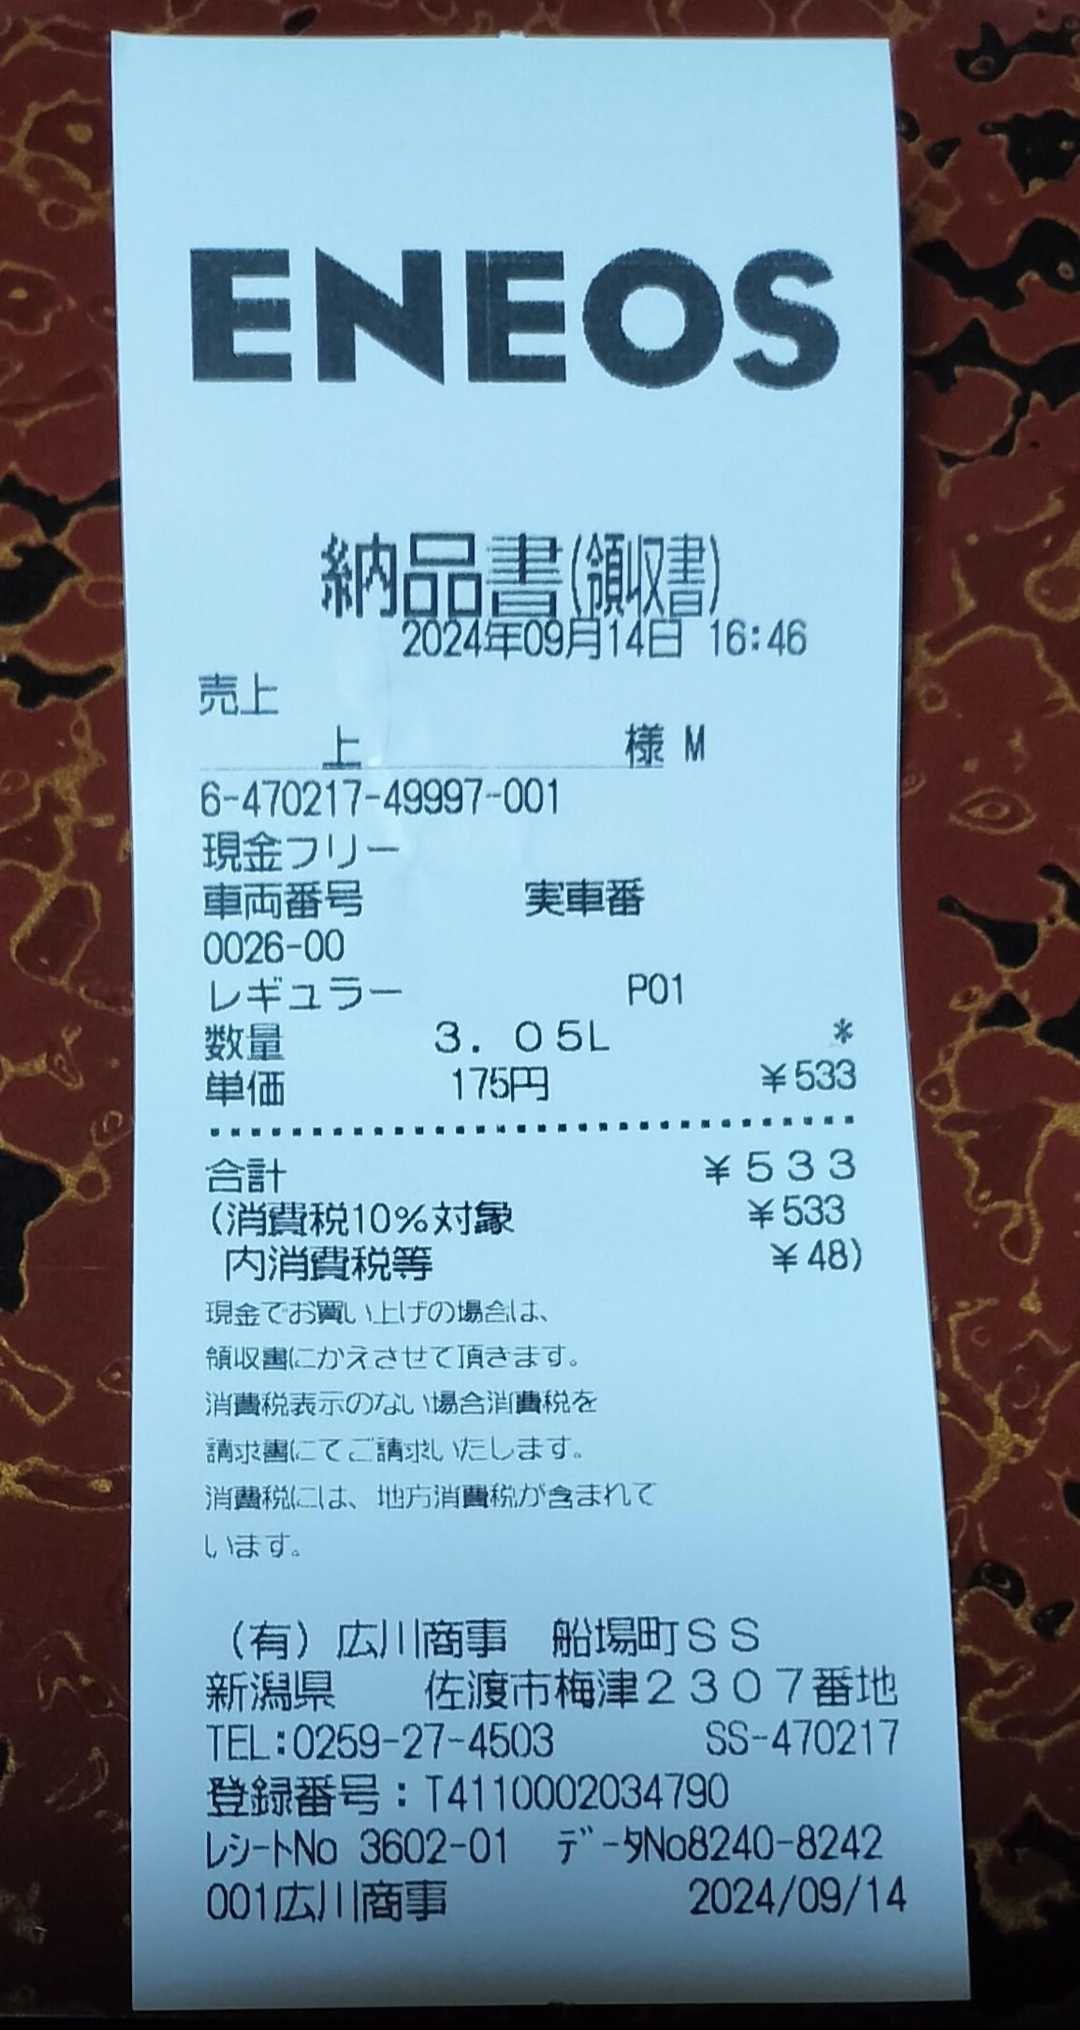 ENEOS
納品書(領収書)
2024年09月14日 16:46
売上
上 様 M
6-470217-49997-001
現金フリー
車両番号 実車番
0026-00
レギュラー P01
数量 3.05L *
単価 175円 ¥533
合計 ¥533
(消費税10%対象 ¥533
内消費税等 ¥48)
現金でお買い上げの場合は、
領収書にかえさせて頂きます。
消費税表示のない場合消費税を
請求書にてご請求いたします。
消費税には、地方消費税が含まれて
います。
(有)広川商事 船場町SS
新潟県 佐渡市梅津2307番地
TEL:0259-27-4503 SS-470217
登録番号:T4110002034790
レシートNo 3602-01 データNo8240-8242
001広川商事 2024/09/14